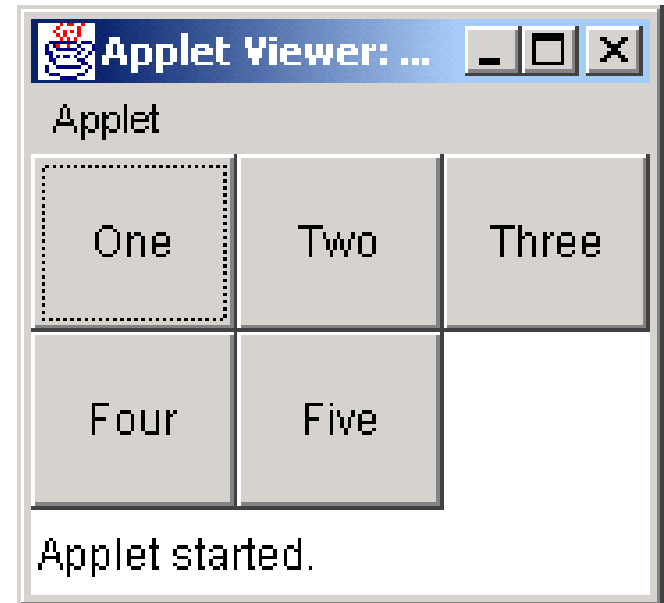 Applet Viewer: ...
Applet
One Two Three
Four Five
Applet started.